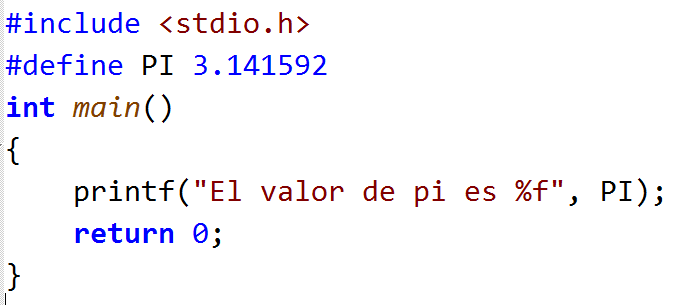 #include <stdio.h>
#define PI 3.141592
int main()
{
    printf("El valor de pi es %f", PI);
    return 0;
}